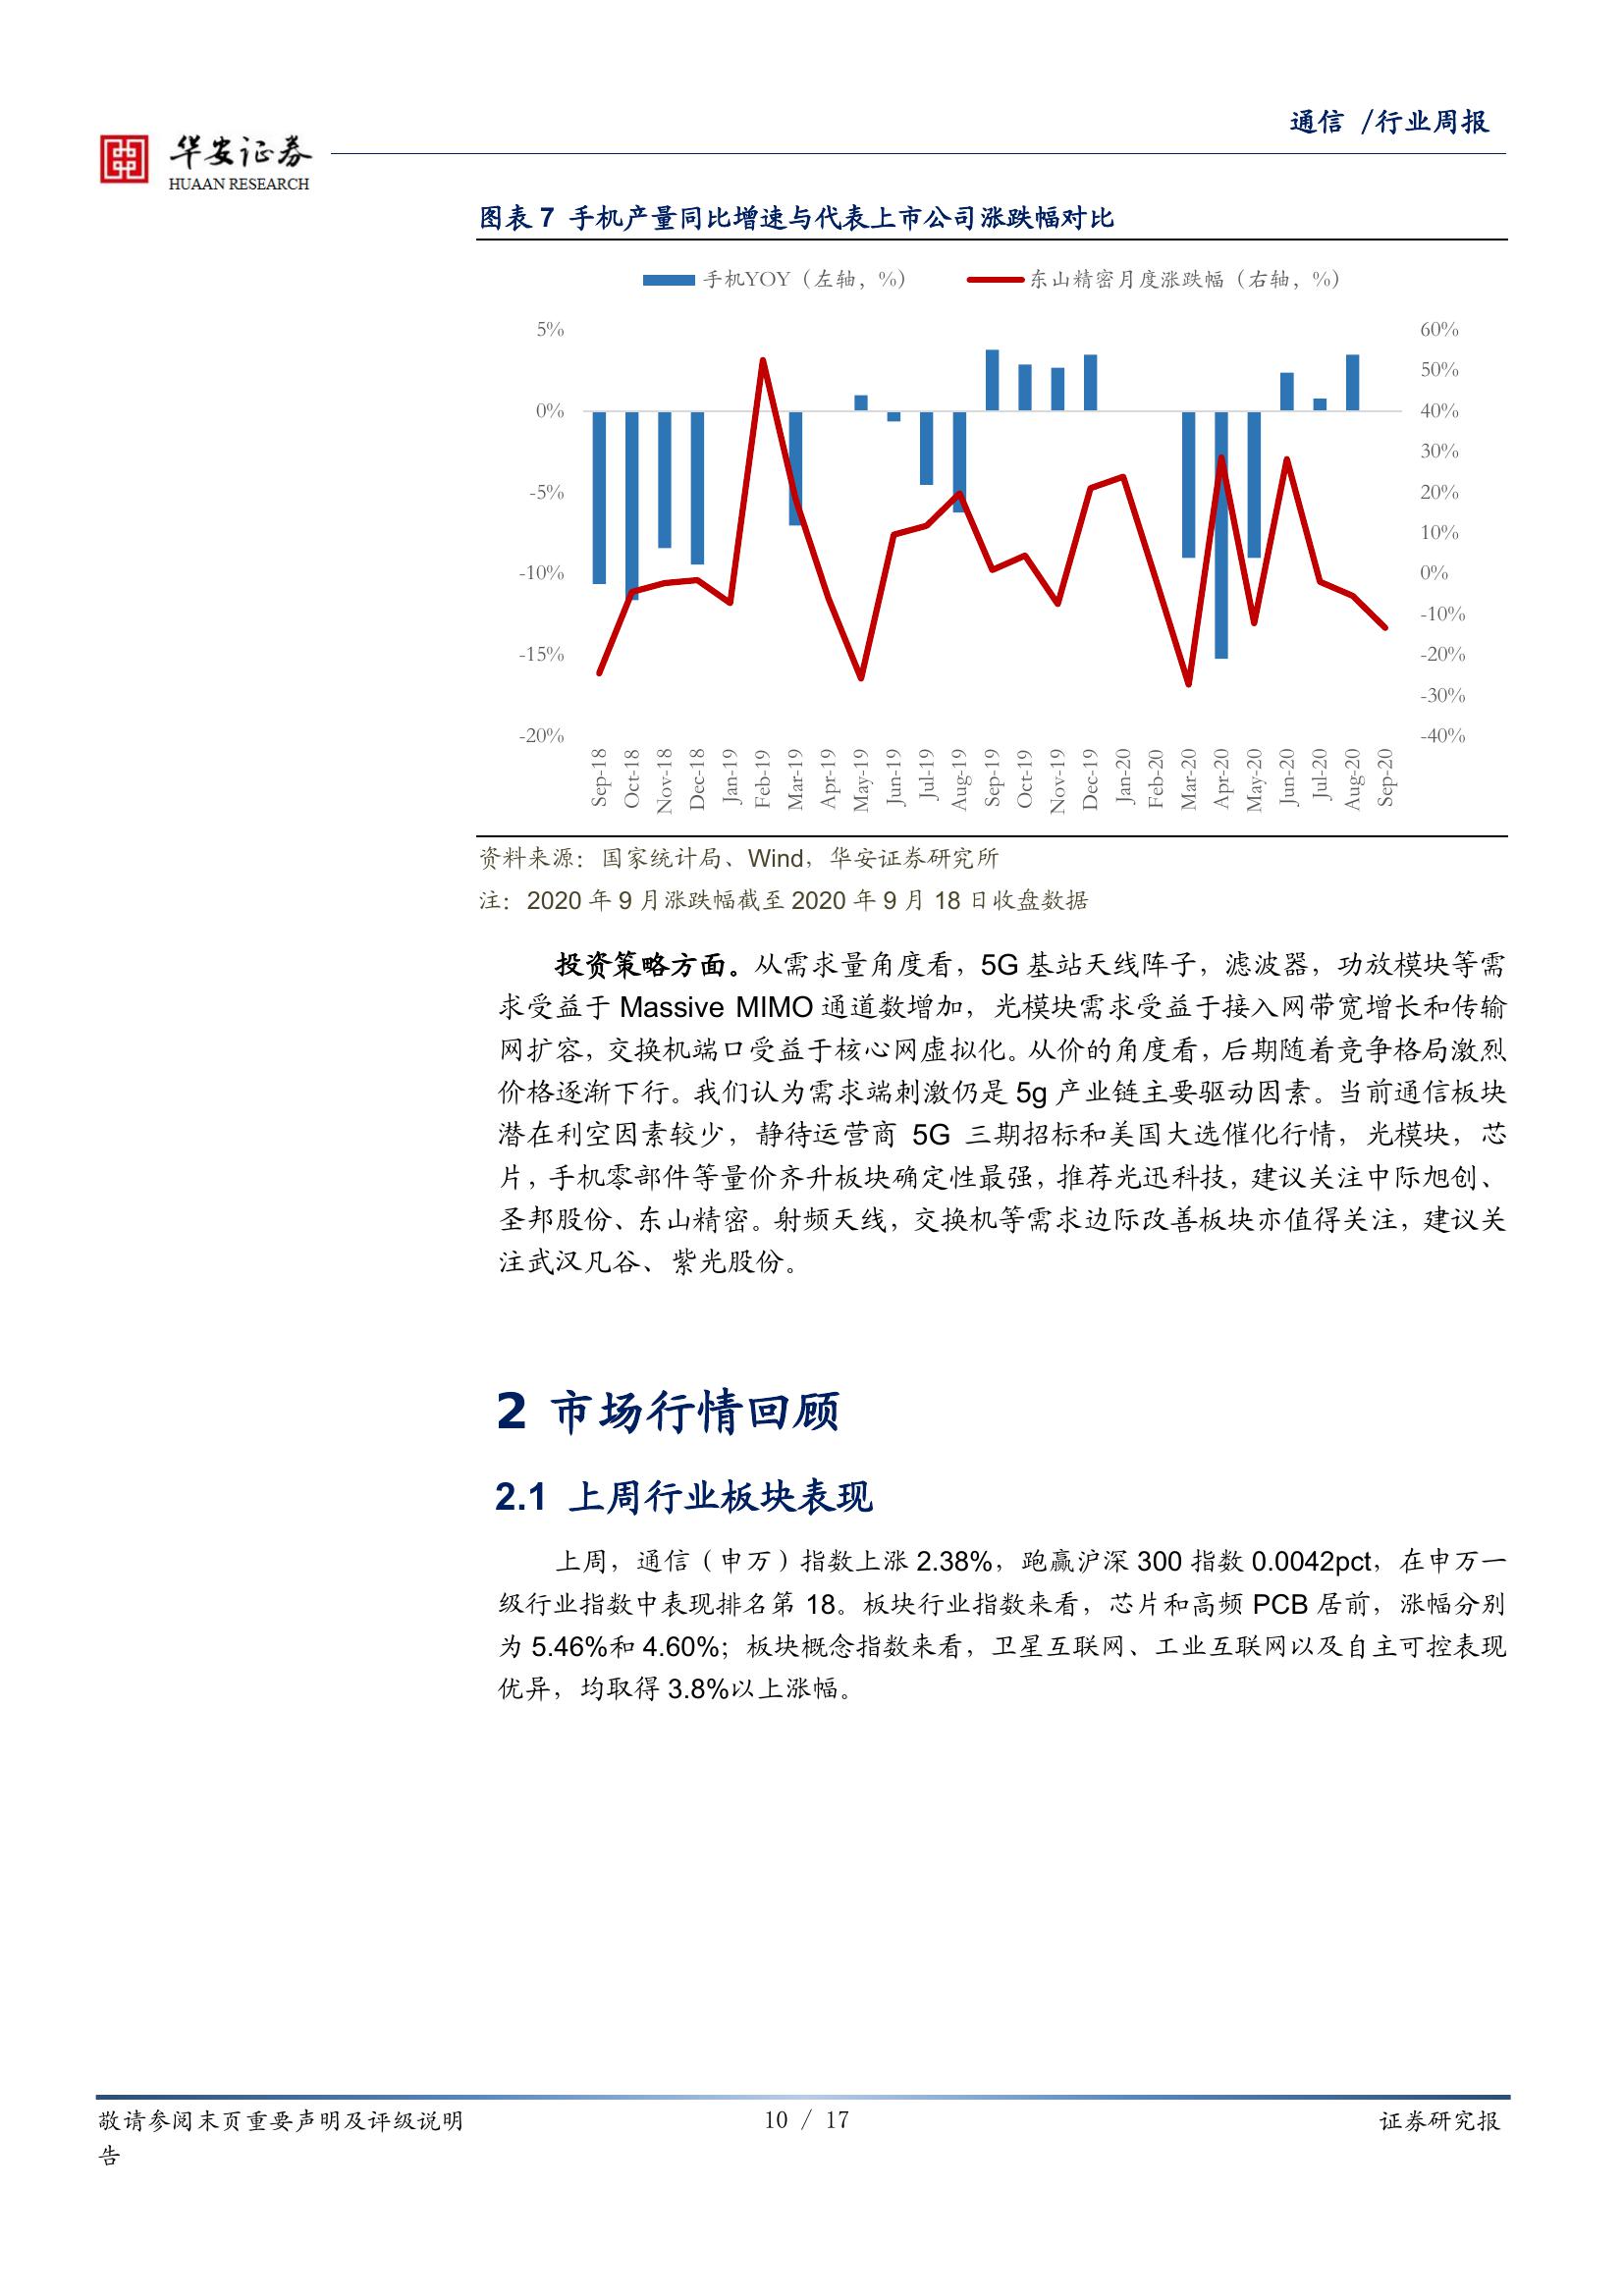 通信 /行业周报
华安证券
HUAAN RESEARCH
图表 7 手机产量同比增速与代表上市公司涨跌幅对比
手机YOY（左轴，%） 东山精密月度涨跌幅（右轴，%）
5% 60%
50%
0% 40%
30%
-5% 20%
10%
-10% 0%
-10%
-15% -20%
-30%
-20% -40%
Sep-18 Oct-18 Nov-18 Dec-18 Jan-19 Feb-19 Mar-19 Apr-19 May-19 Jun-19 Jul-19 Aug-19 Sep-19 Oct-19 Nov-19 Dec-19 Jan-20 Feb-20 Mar-20 Apr-20 May-20 Jun-20 Jul-20 Aug-20 Sep-20
资料来源：国家统计局、Wind，华安证券研究所
注：2020 年 9 月涨跌幅截至 2020 年 9 月 18 日收盘数据
投资策略方面。从需求量角度看，5G 基站天线阵子，滤波器，功放模块等需
求受益于 Massive MIMO 通道数增加，光模块需求受益于接入网带宽增长和传输
网扩容，交换机端口受益于核心网虚拟化。从价的角度看，后期随着竞争格局激烈
价格逐渐下行。我们认为需求端刺激仍是 5g 产业链主要驱动因素。当前通信板块
潜在利空因素较少，静待运营商 5G 三期招标和美国大选催化行情，光模块，芯
片，手机零部件等量价齐升板块确定性最强，推荐光迅科技，建议关注中际旭创、
圣邦股份、东山精密。射频天线，交换机等需求边际改善板块亦值得关注，建议关
注武汉凡谷、紫光股份。
2 市场行情回顾
2.1 上周行业板块表现
上周，通信（申万）指数上涨 2.38%，跑赢沪深 300 指数 0.0042pct，在申万一
级行业指数中表现排名第 18。板块行业指数来看，芯片和高频 PCB 居前，涨幅分别
为 5.46%和 4.60%；板块概念指数来看，卫星互联网、工业互联网以及自主可控表现
优异，均取得 3.8%以上涨幅。
敬请参阅末页重要声明及评级说明 10 / 17 证券研究报
告